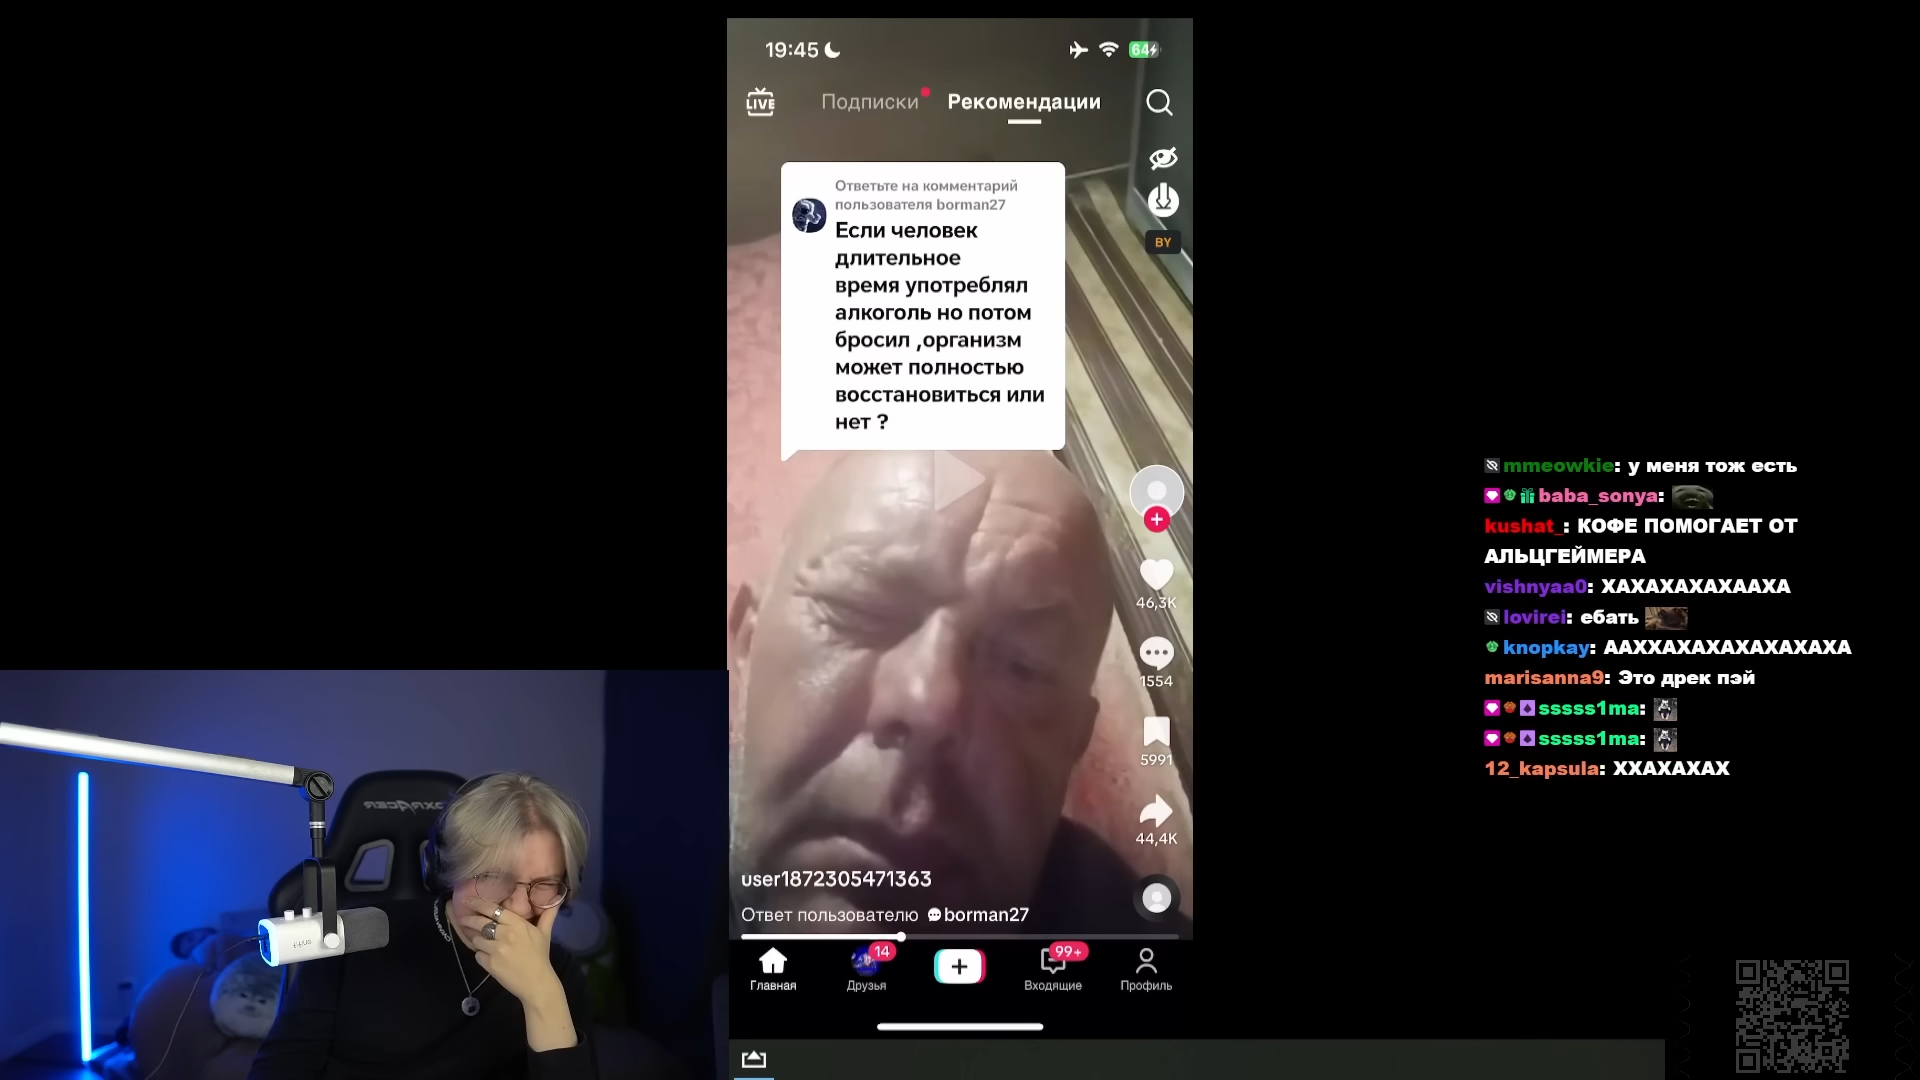 19:45
64
LIVE
Подписки
Рекомендации
Ответьте на комментарий
пользователя borman27
Если человек
длительное
время употреблял
алкоголь но потом
бросил ,организм
может полностью
восстановиться или
нет ?
BY
46,3K
1554
5991
44,4K
user1872305471363
Ответ пользователю borman27
14
99+
Главная
Друзья
Входящие
Профиль
mmeowkie: у меня тож есть
baba_sonya:
kushat_: КОФЕ ПОМОГАЕТ ОТ
АЛЬЦГЕЙМЕРА
vishnyaa0: ХАХАХАХАХААХА
lovirei: ебать
knopkay: ААХХАХАХАХАХАХАХА
marisanna9: Это дрек пэй
sssss1ma:
sssss1ma:
12_kapsula: ХХАХАХАХ